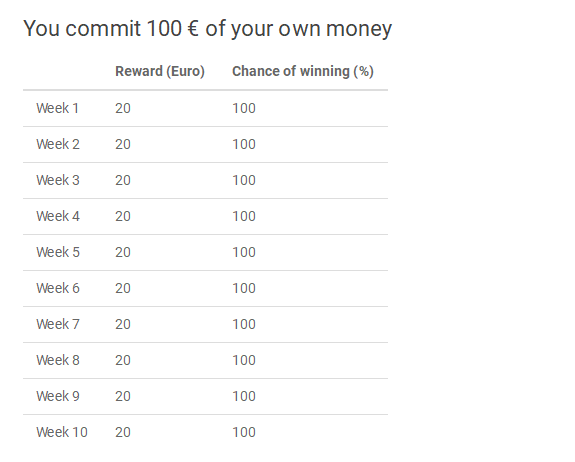 You commit 100 € of your own money
Reward (Euro) Chance of winning (%)
Week 1 20 100
Week 2 20 100
Week 3 20 100
Week 4 20 100
Week 5 20 100
Week 6 20 100
Week 7 20 100
Week 8 20 100
Week 9 20 100
Week 10 20 100